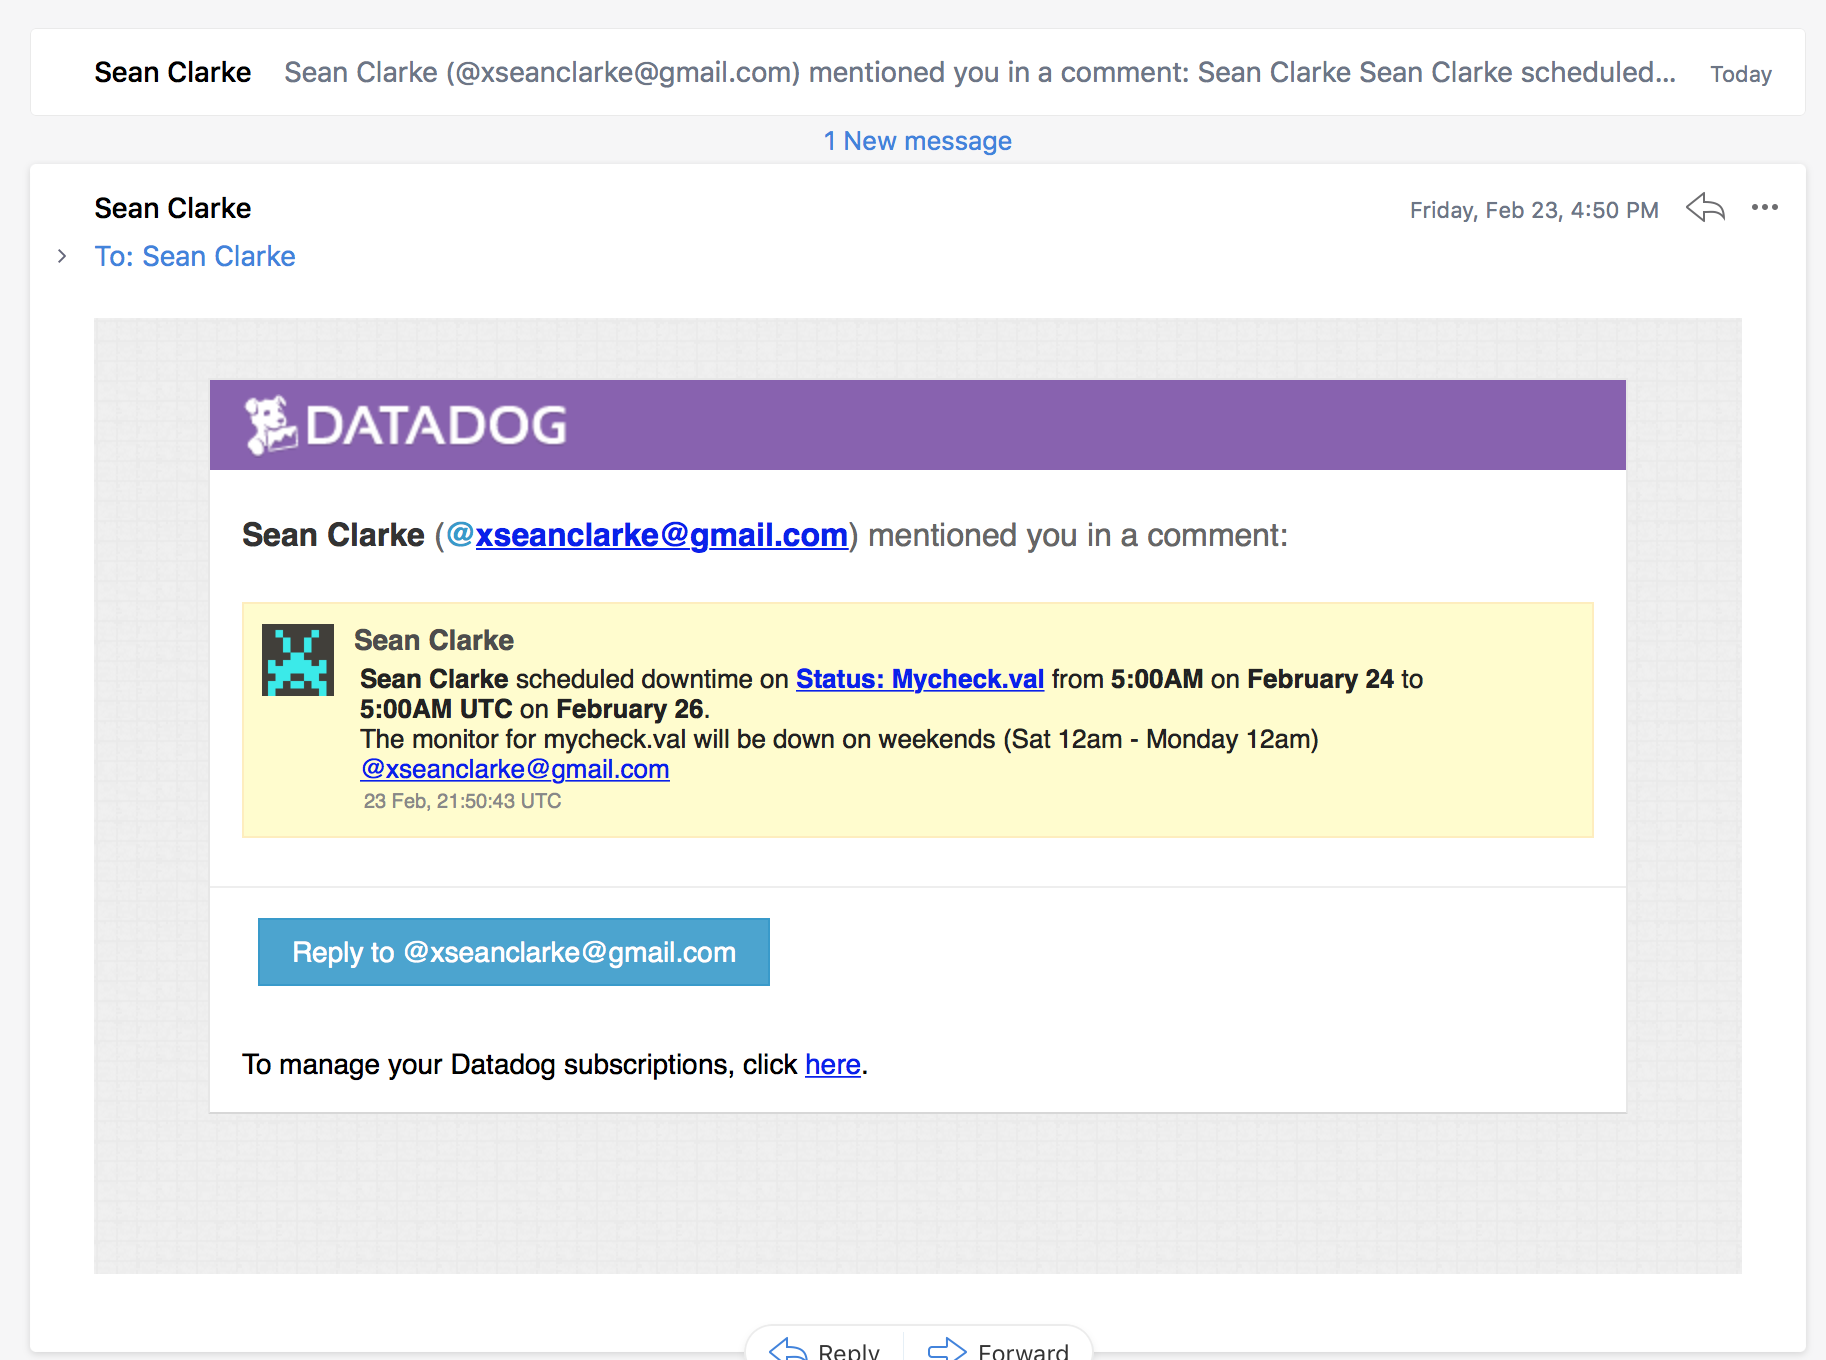 Sean Clarke Sean Clarke (@xseanclarke@gmail.com) mentioned you in a comment: Sean Clarke Sean Clarke scheduled... Today
1 New message
Sean Clarke Friday, Feb 23, 4:50 PM
To: Sean Clarke
DATADOG
Sean Clarke (@xseanclarke@gmail.com) mentioned you in a comment:
Sean Clarke
Sean Clarke scheduled downtime on Status: Mycheck.val from 5:00AM on February 24 to
5:00AM UTC on February 26.
The monitor for mycheck.val will be down on weekends (Sat 12am - Monday 12am)
@xseanclarke@gmail.com
23 Feb, 21:50:43 UTC
Reply to @xseanclarke@gmail.com
To manage your Datadog subscriptions, click here.
Reply Forward